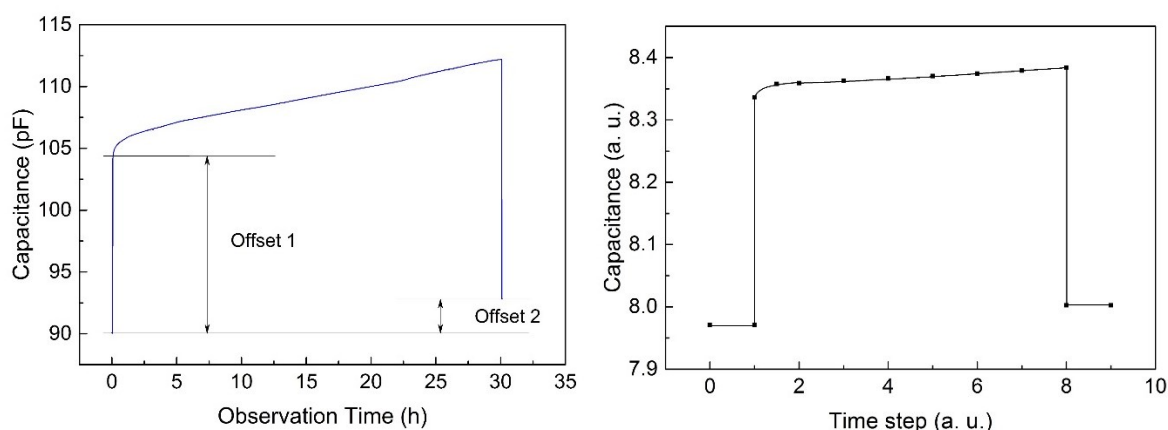 115
110
105
100
95
90
Capacitance (pF)
Offset 1
Offset 2
0 5 10 15 20 25 30 35
Observation Time (h)
8.4
8.3
8.2
8.1
8.0
7.9
Capacitance (a. u.)
0 2 4 6 8 10
Time step (a. u.)